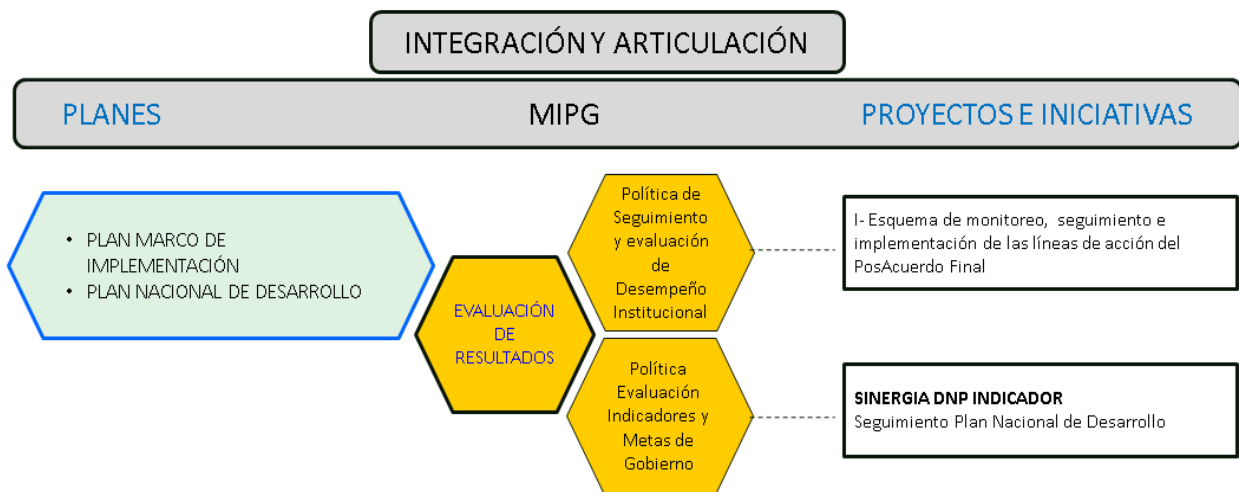 INTEGRACIÓN Y ARTICULACIÓN
PLANES
MIPG
PROYECTOS E INICIATIVAS
• PLAN MARCO DE
IMPLEMENTACIÓN
• PLAN NACIONAL DE DESARROLLO
EVALUACIÓN
DE
RESULTADOS
Política de
Seguimiento
y evaluación
de
Desempeño
Institucional
I- Esquema de monitoreo, seguimiento e
implementación de las líneas de acción del
PosAcuerdo Final
Política
Evaluación
Indicadores y
Metas de
Gobierno
SINERGIA DNP INDICADOR
Seguimiento Plan Nacional de Desarrollo